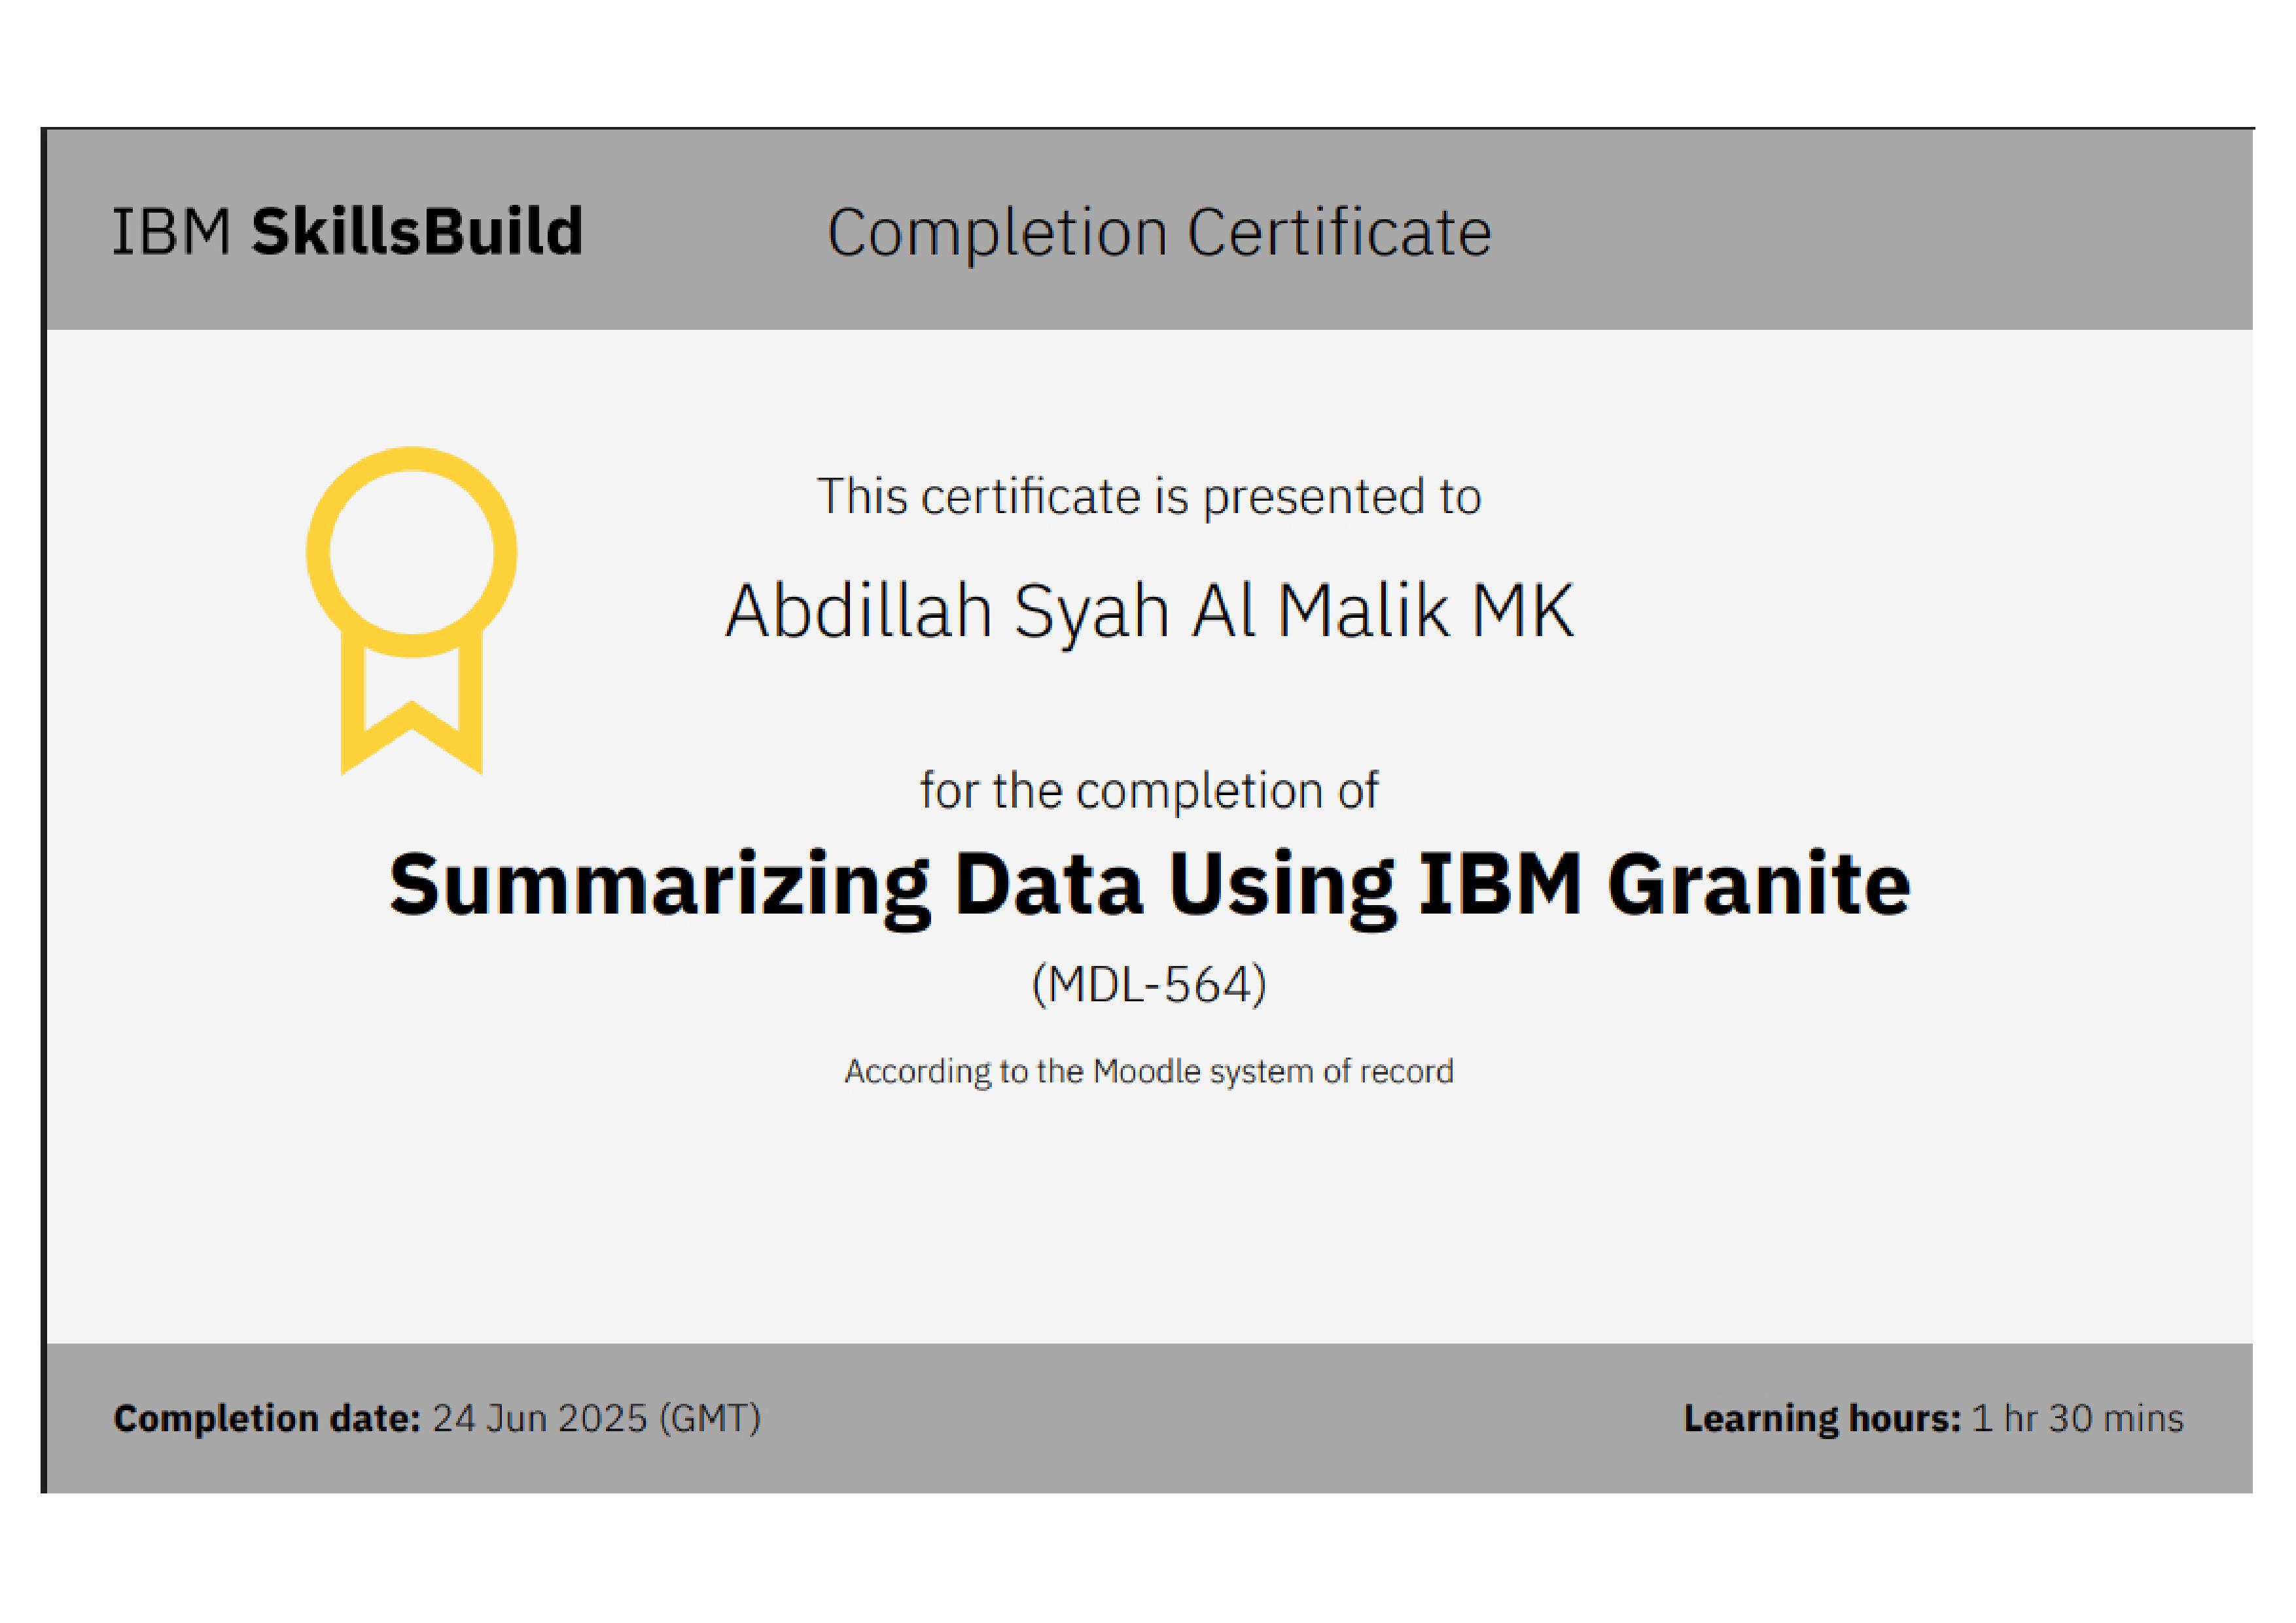 IBM SkillsBuild
Completion Certificate
This certificate is presented to
Abdillah Syah Al Malik MK
for the completion of
Summarizing Data Using IBM Granite
(MDL-564)
According to the Moodle system of record
Completion date: 24 Jun 2025 (GMT)
Learning hours: 1 hr 30 mins